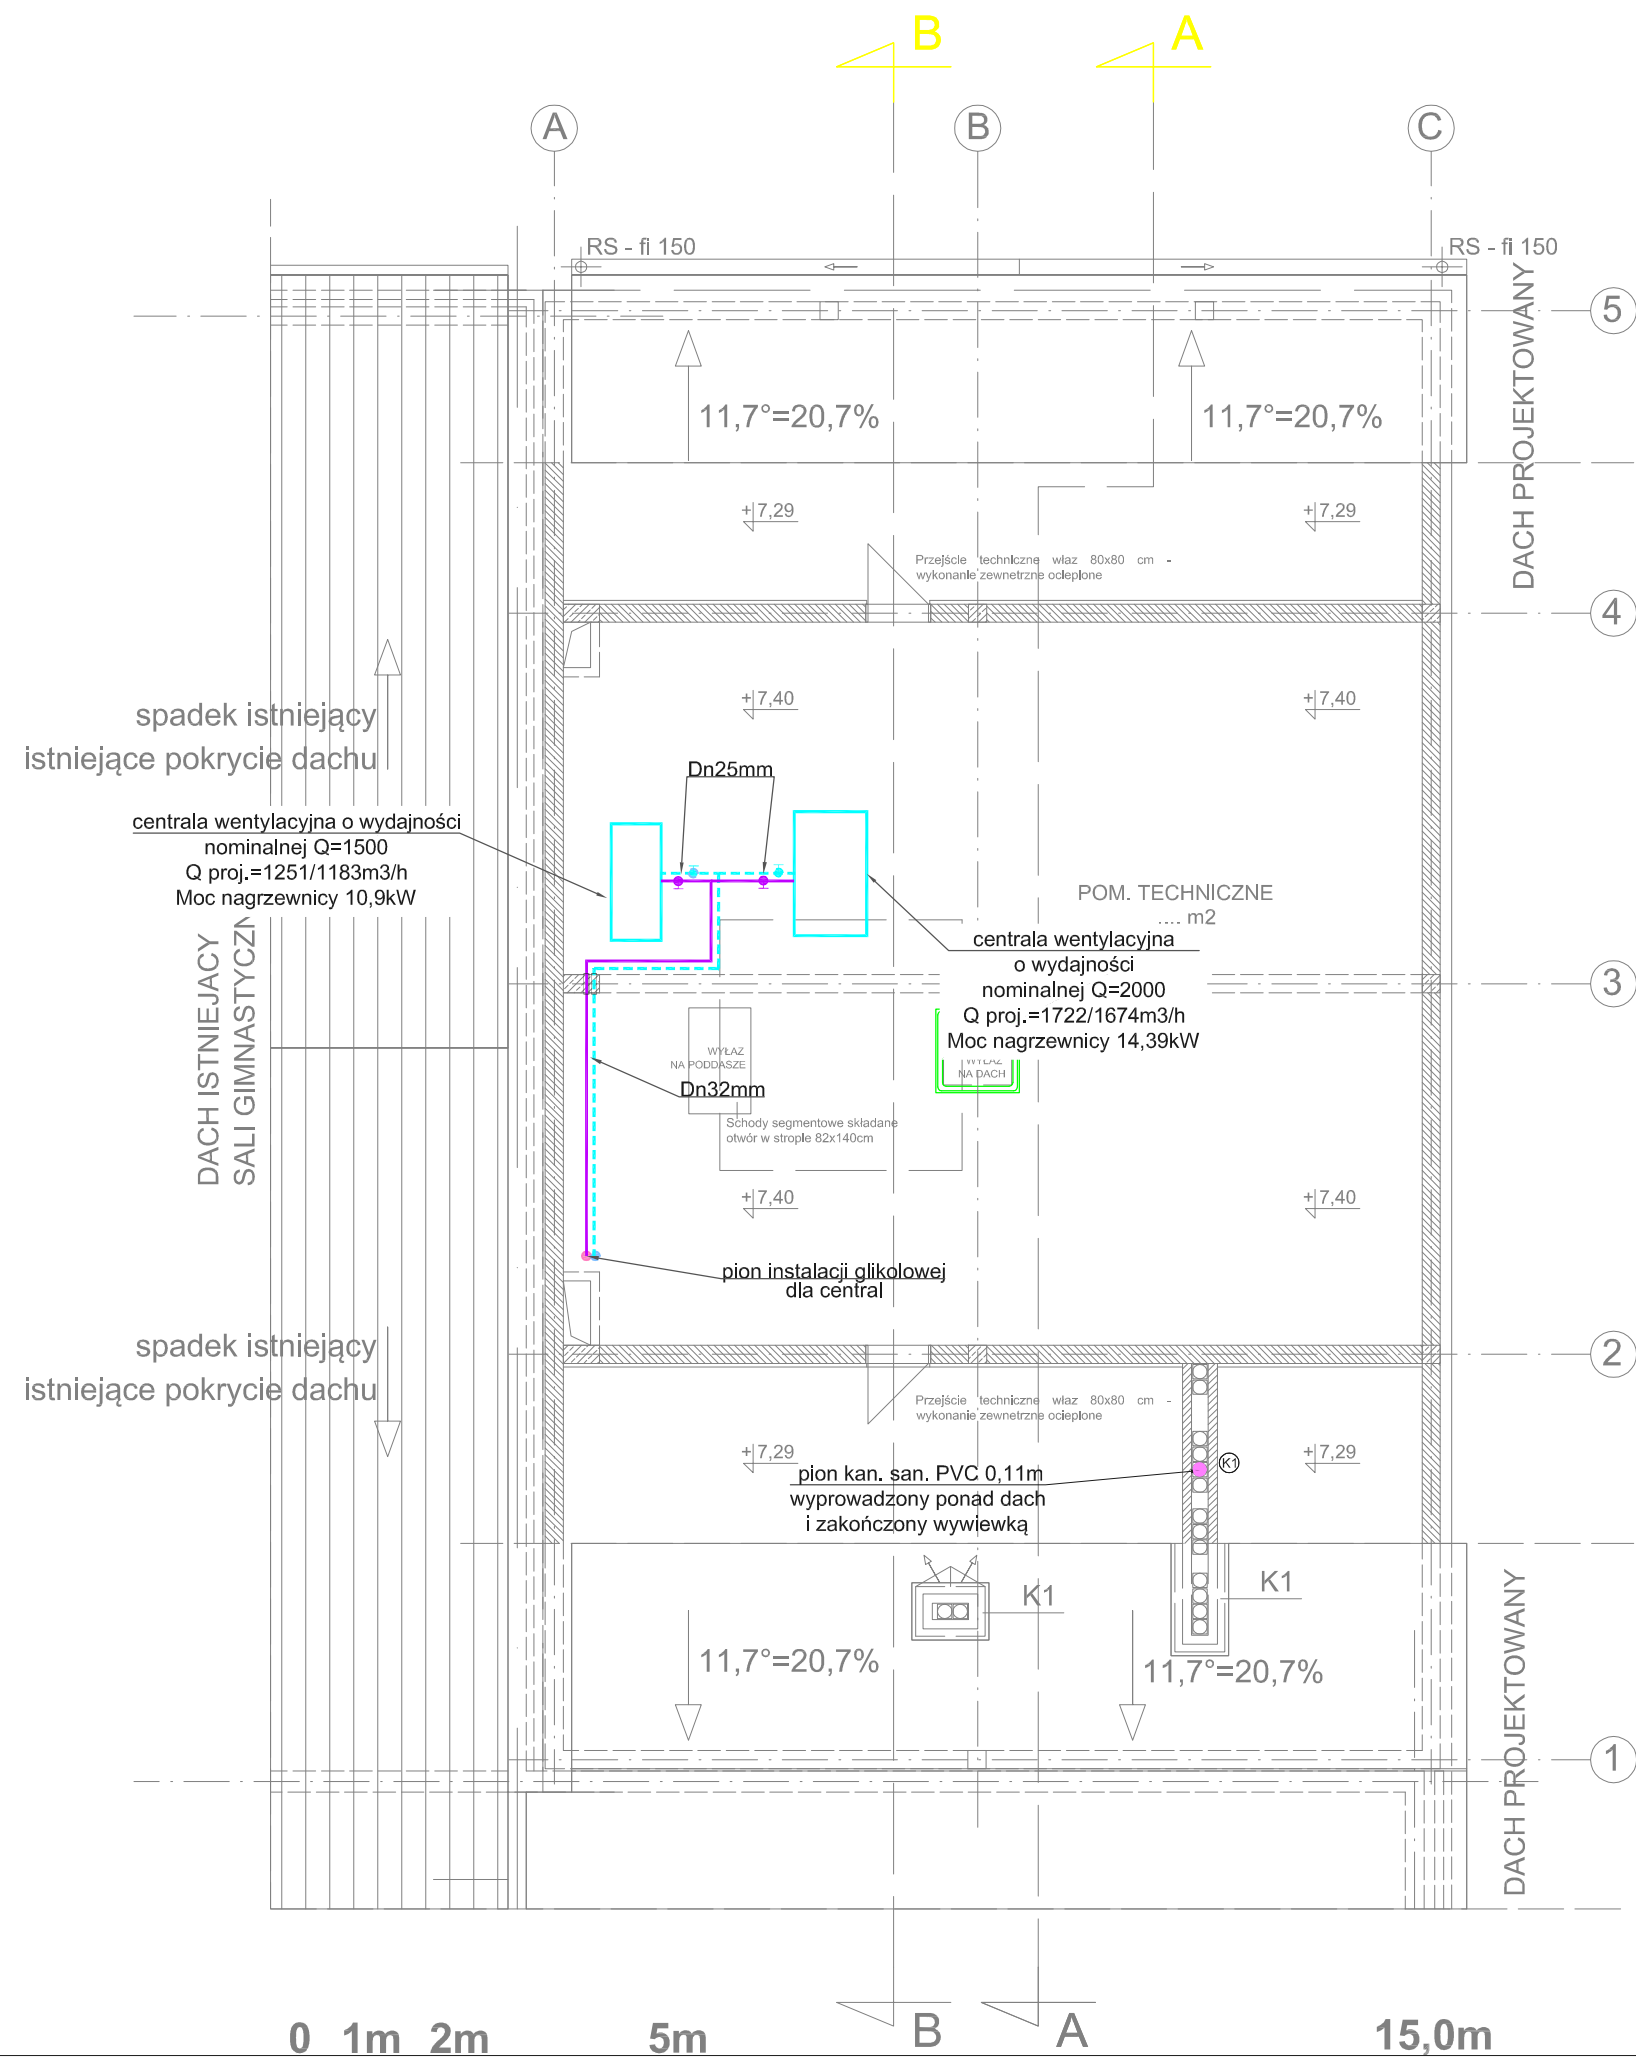 B
A
A
B
C
RS - fi 150
RS - fi 150
5
11,7°=20,7%
11,7°=20,7%
DACH PROJEKTOWANY
+7,29
+7,29
Przejście techniczne właz 80x80 cm -
wykonanie zewnetrzne ocieplone
4
spadek istniejący
istniejące pokrycie dachu
+7,40
+7,40
Dn25mm
centrala wentylacyjna o wydajności
nominalnej Q=1500
Q proj.=1251/1183m3/h
Moc nagrzewnicy 10,9kW
POM. TECHNICZNE
.... m2
centrala wentylacyjna
o wydajności
nominalnej Q=2000
Q proj.=1722/1674m3/h
Moc nagrzewnicy 14,39kW
3
DACH ISTNIEJACY
SALI GIMNASTYCZN
WYŁAZ
NA PODDASZE
WYŁAZ
NA DACH
Dn32mm
Schody segmentowe składane
otwór w stropie 82x140cm
+7,40
+7,40
pion instalacji glikolowej
dla central
spadek istniejący
istniejące pokrycie dachu
2
Przejście techniczne właz 80x80 cm -
wykonanie zewnetrzne ocieplone
+7,29
+7,29
K1
pion kan. san. PVC 0,11m
wyprowadzony ponad dach
i zakończony wywiewką
K1
K1
11,7°=20,7%
11,7°=20,7%
DACH PROJEKTOWANY
1
B
A
0 1m 2m 5m 15,0m